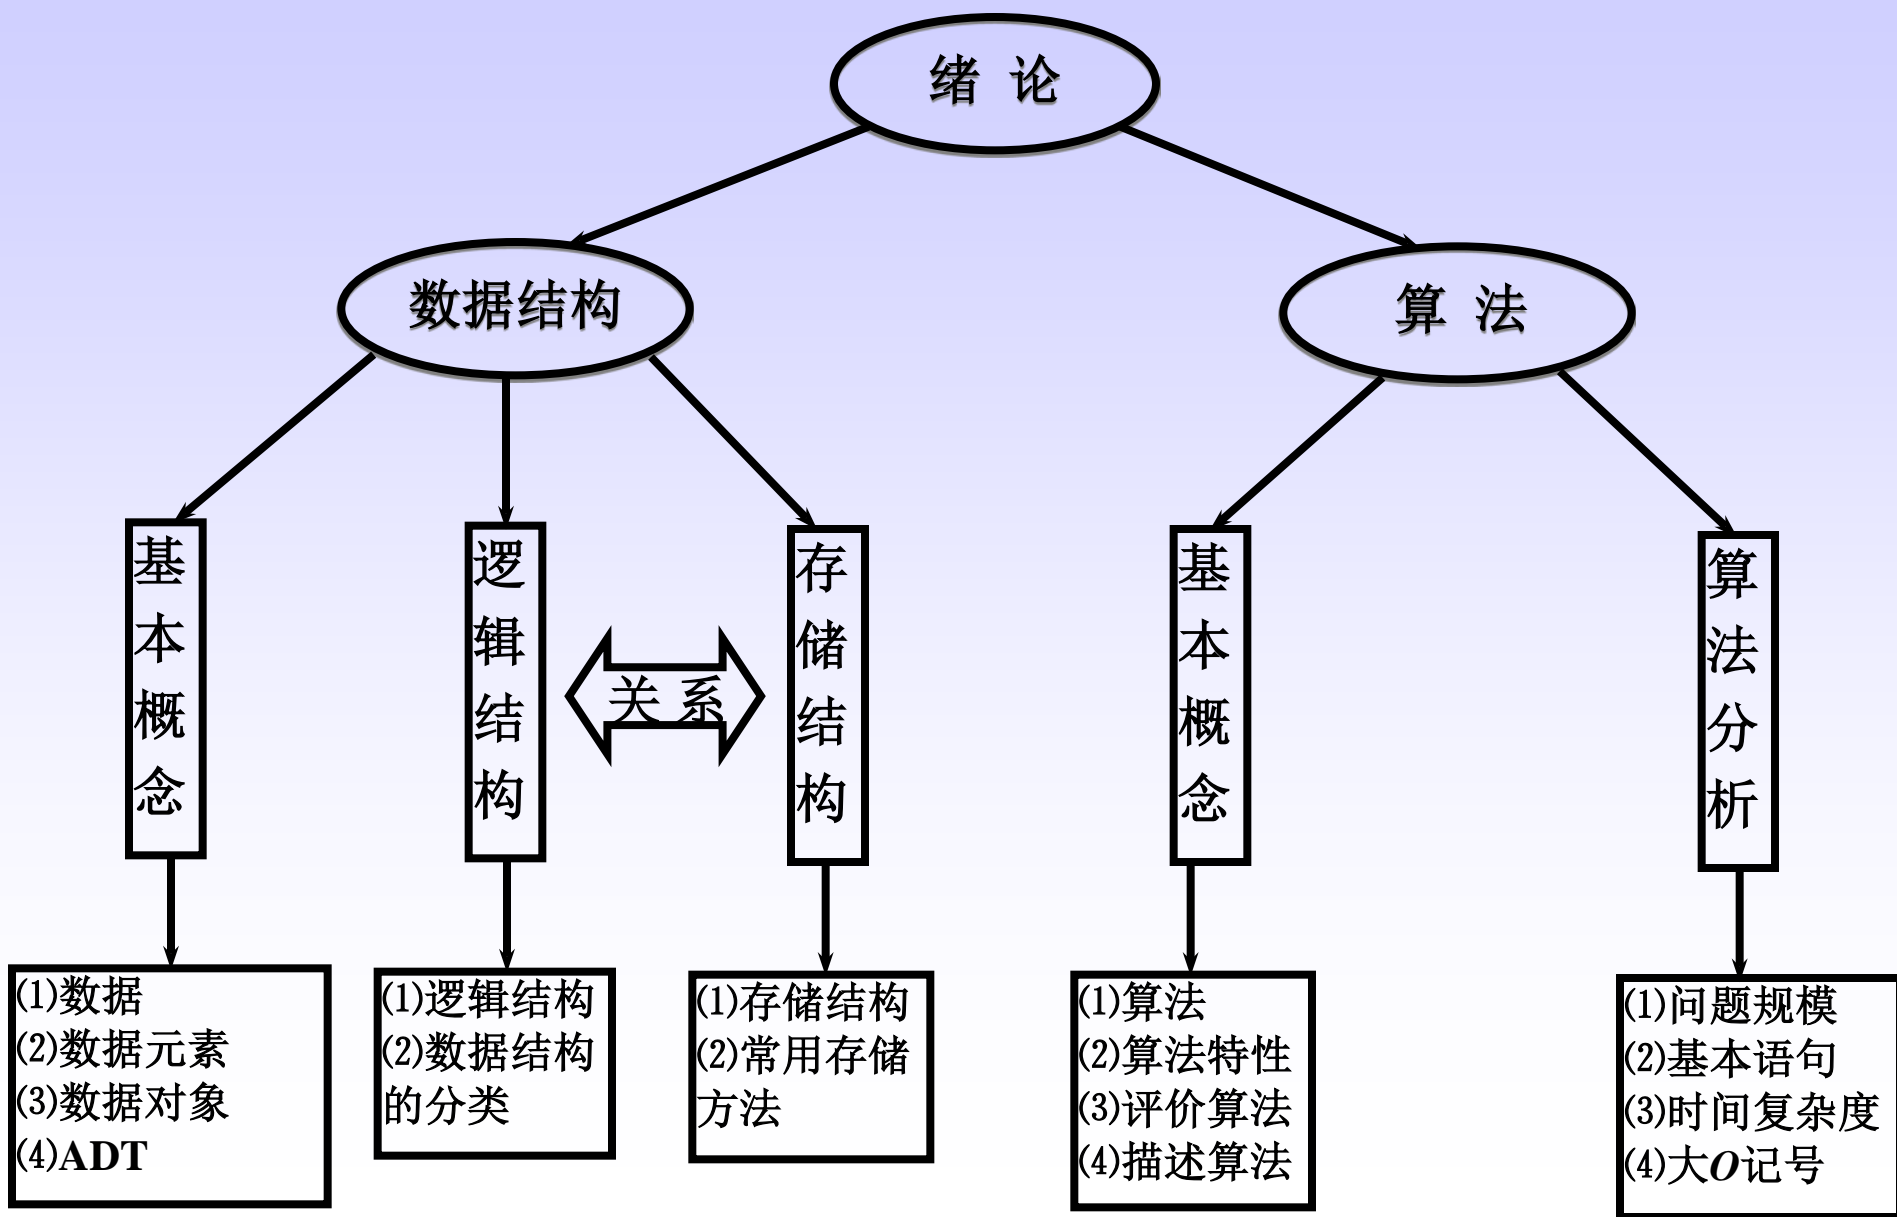 绪 论
数据结构
算 法
基本概念
逻辑结构
关 系
存储结构
基本概念
算法分析
⑴数据
⑵数据元素
⑶数据对象
⑷ADT
⑴逻辑结构
⑵数据结构
的分类
⑴存储结构
⑵常用存储
方法
⑴算法
⑵算法特性
⑶评价算法
⑷描述算法
⑴问题规模
⑵基本语句
⑶时间复杂度
⑷大O记号